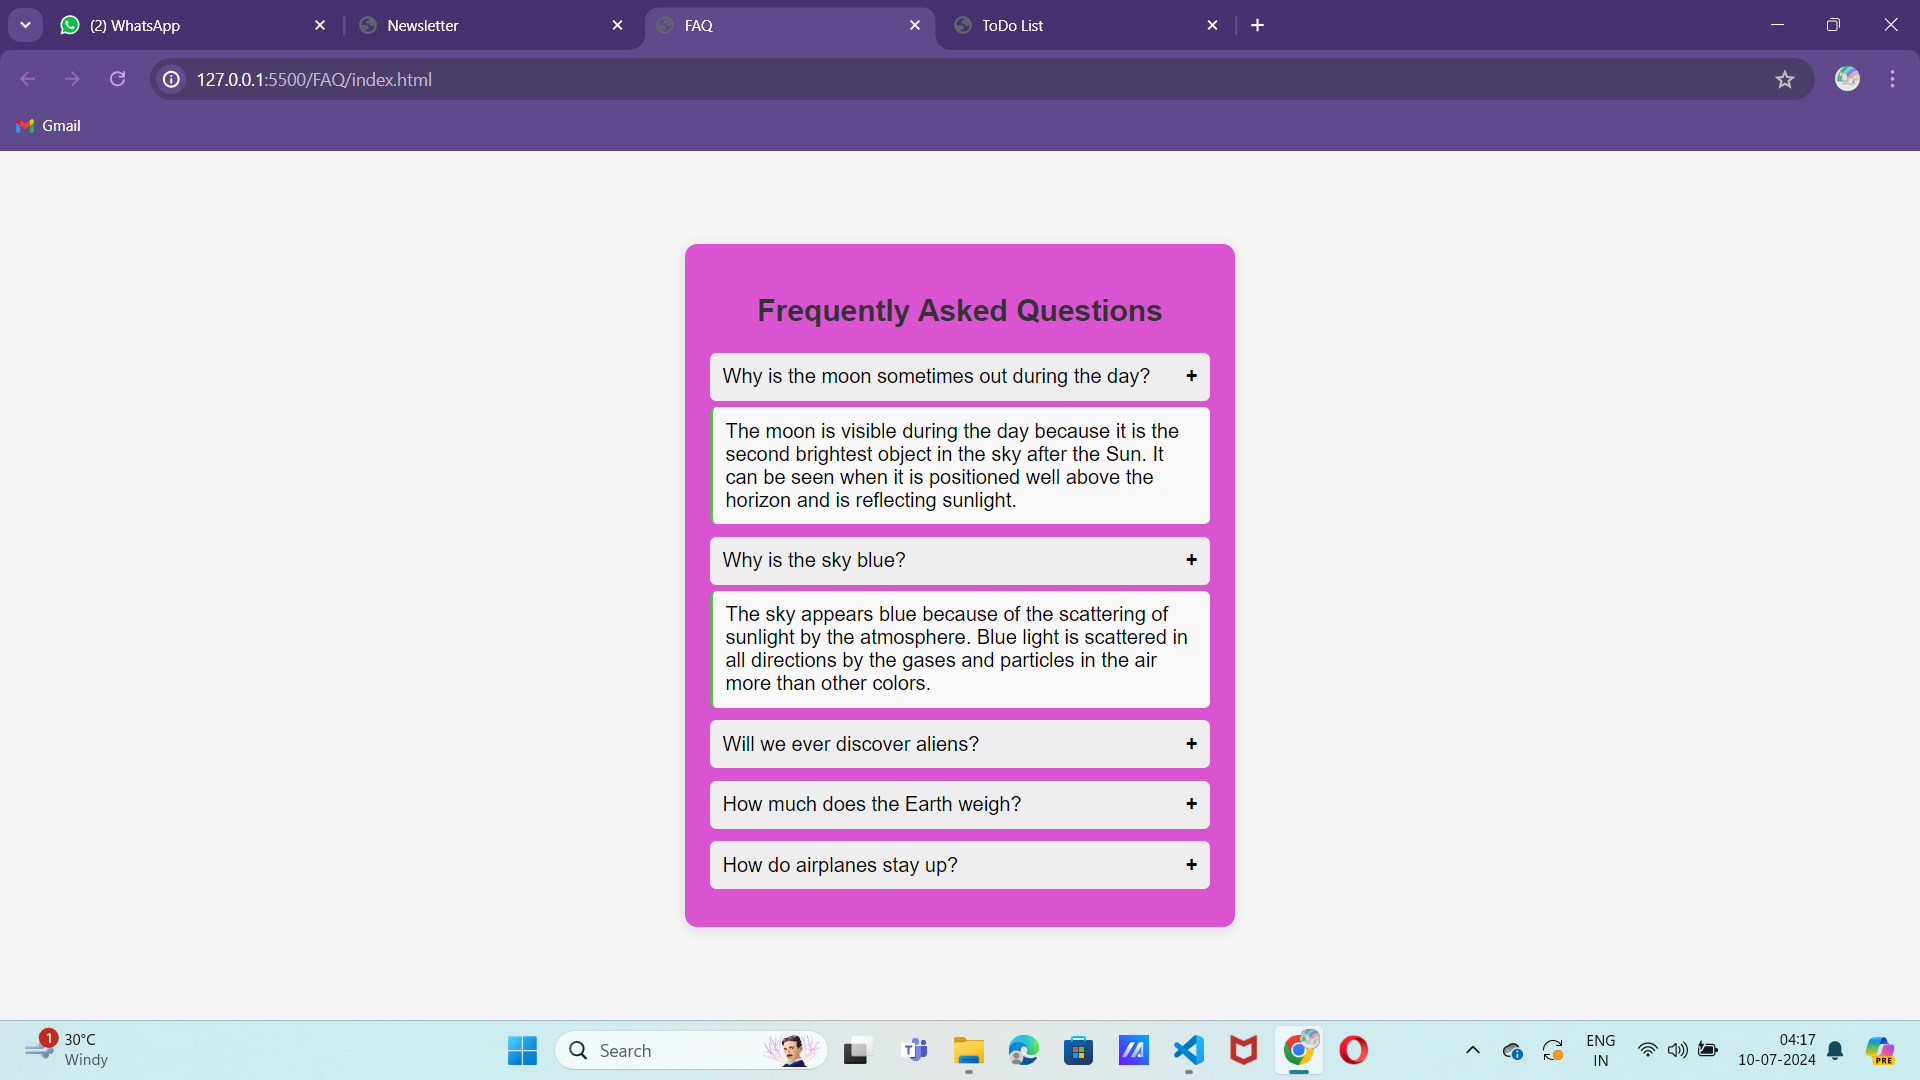 (2) WhatsApp
Newsletter
FAQ
ToDo List
127.0.0.1:5500/FAQ/index.html
Gmail
Frequently Asked Questions
Why is the moon sometimes out during the day? +
The moon is visible during the day because it is the
second brightest object in the sky after the Sun. It
can be seen when it is positioned well above the
horizon and is reflecting sunlight.
Why is the sky blue? +
The sky appears blue because of the scattering of
sunlight by the atmosphere. Blue light is scattered in
all directions by the gases and particles in the air
more than other colors.
Will we ever discover aliens? +
How much does the Earth weigh? +
How do airplanes stay up? +
1
30°C
Windy
Search
ENG
IN
04:17
10-07-2024
PRE